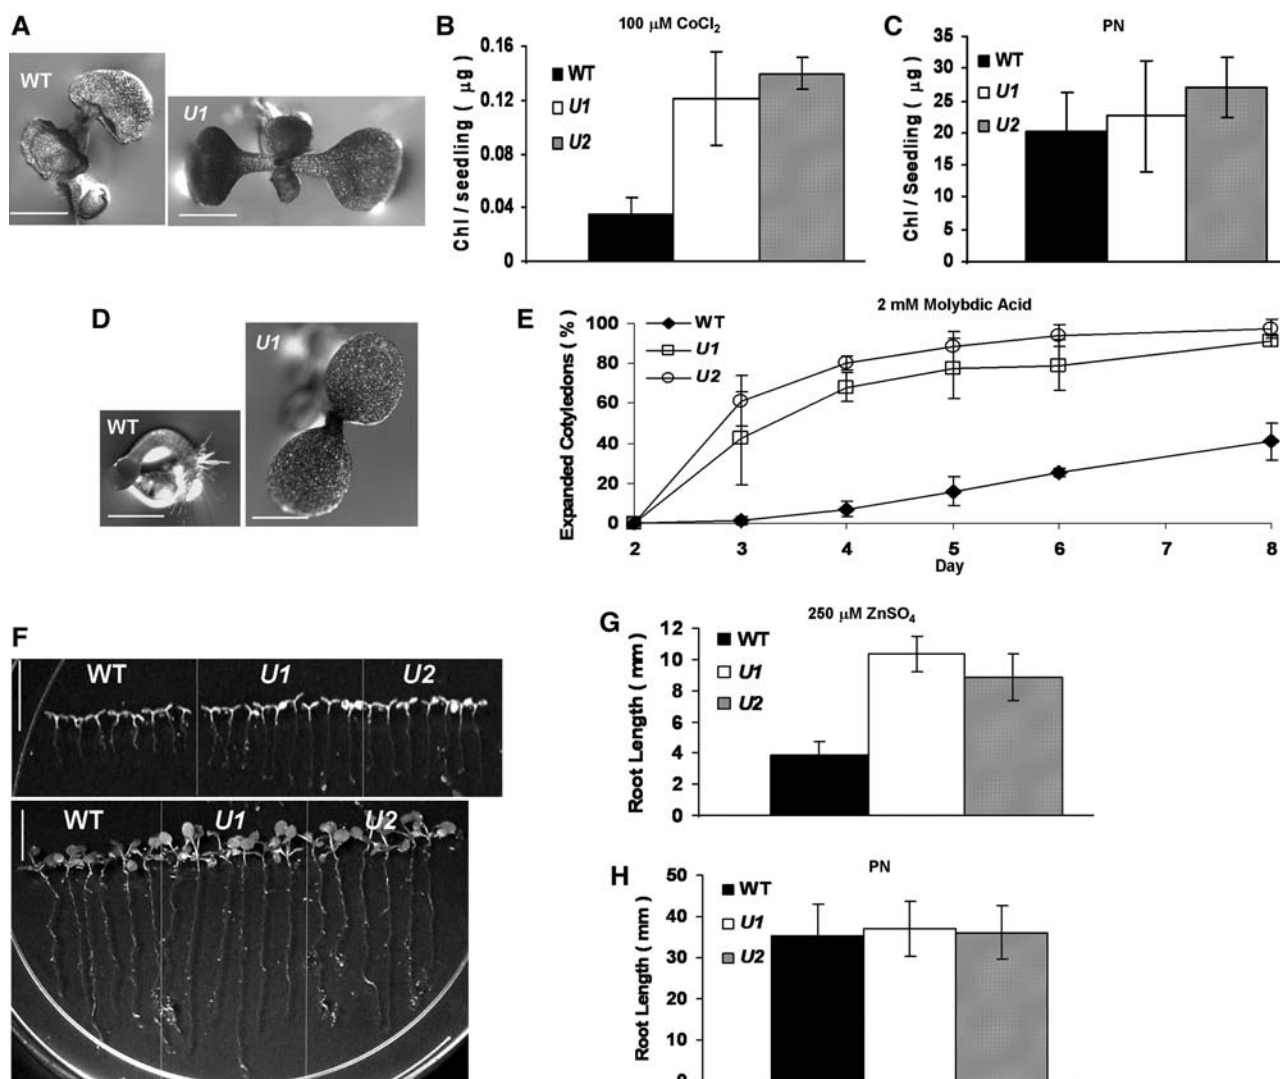 A
WT
U1
B
100 μM CoCl2
Chl / seedling ( μg )
0.16
0.12
0.08
0.04
0
WT
U1
U2
C
PN
Chl / Seedling ( μg )
35
30
25
20
15
10
5
0
WT
U1
U2
D
WT
U1
E
2 mM Molybdic Acid
Expanded Cotyledons ( % )
100
80
60
40
20
0
WT
U1
U2
2 3 4 5 6 7 8
Day
F
WT U1 U2
WT U1 U2
G
250 μM ZnSO4
Root Length ( mm )
12
10
8
6
4
2
0
WT
U1
U2
H
PN
Root Length ( mm )
50
40
30
20
10
0
WT
U1
U2